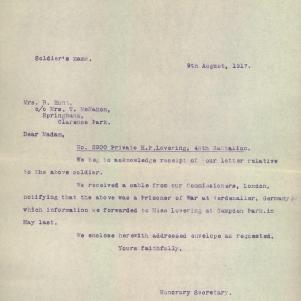 Soldier's name.
9th August, 1917.
Mrs. R. Hunt,
c/o Mrs. T. McMahon,
Springbank,
Clarence Park.
Dear Madam,
No. 2900 Private H.P. Lovering, 48th Battalion.
We beg to acknowledge receipt of your letter relative
to the above soldier.
We received a cable from our Commissioners, London,
notifying that the above was a Prisoner of War at Germany
which information we forwarded to Miss Lovering at Campden Park, in
May last.
We enclose herewith addressed envelope as requested.
Yours faithfully.
Honorary Secretary.